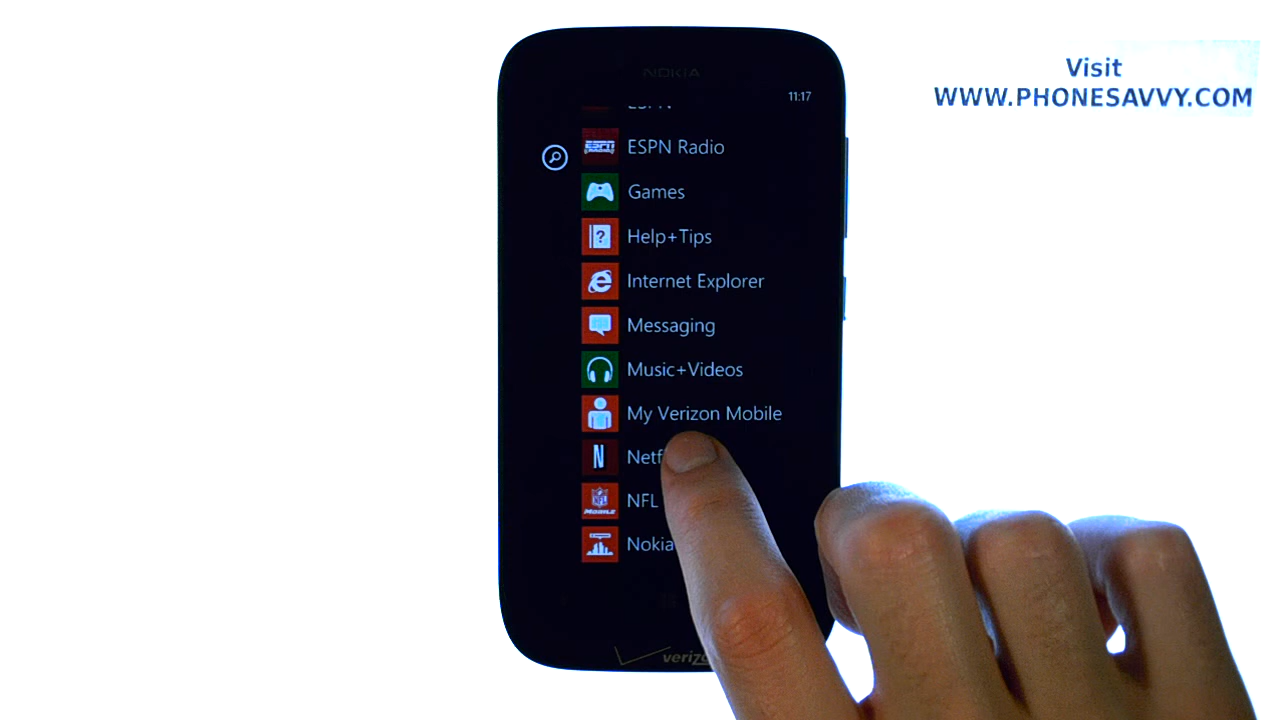 NOKIA
Visit
WWW.PHONESAVVY.COM
11:17
ESPN
ESPN Radio
Games
Help+Tips
Internet Explorer
Messaging
Music+Videos
My Verizon Mobile
Netf
NFL
Nokia